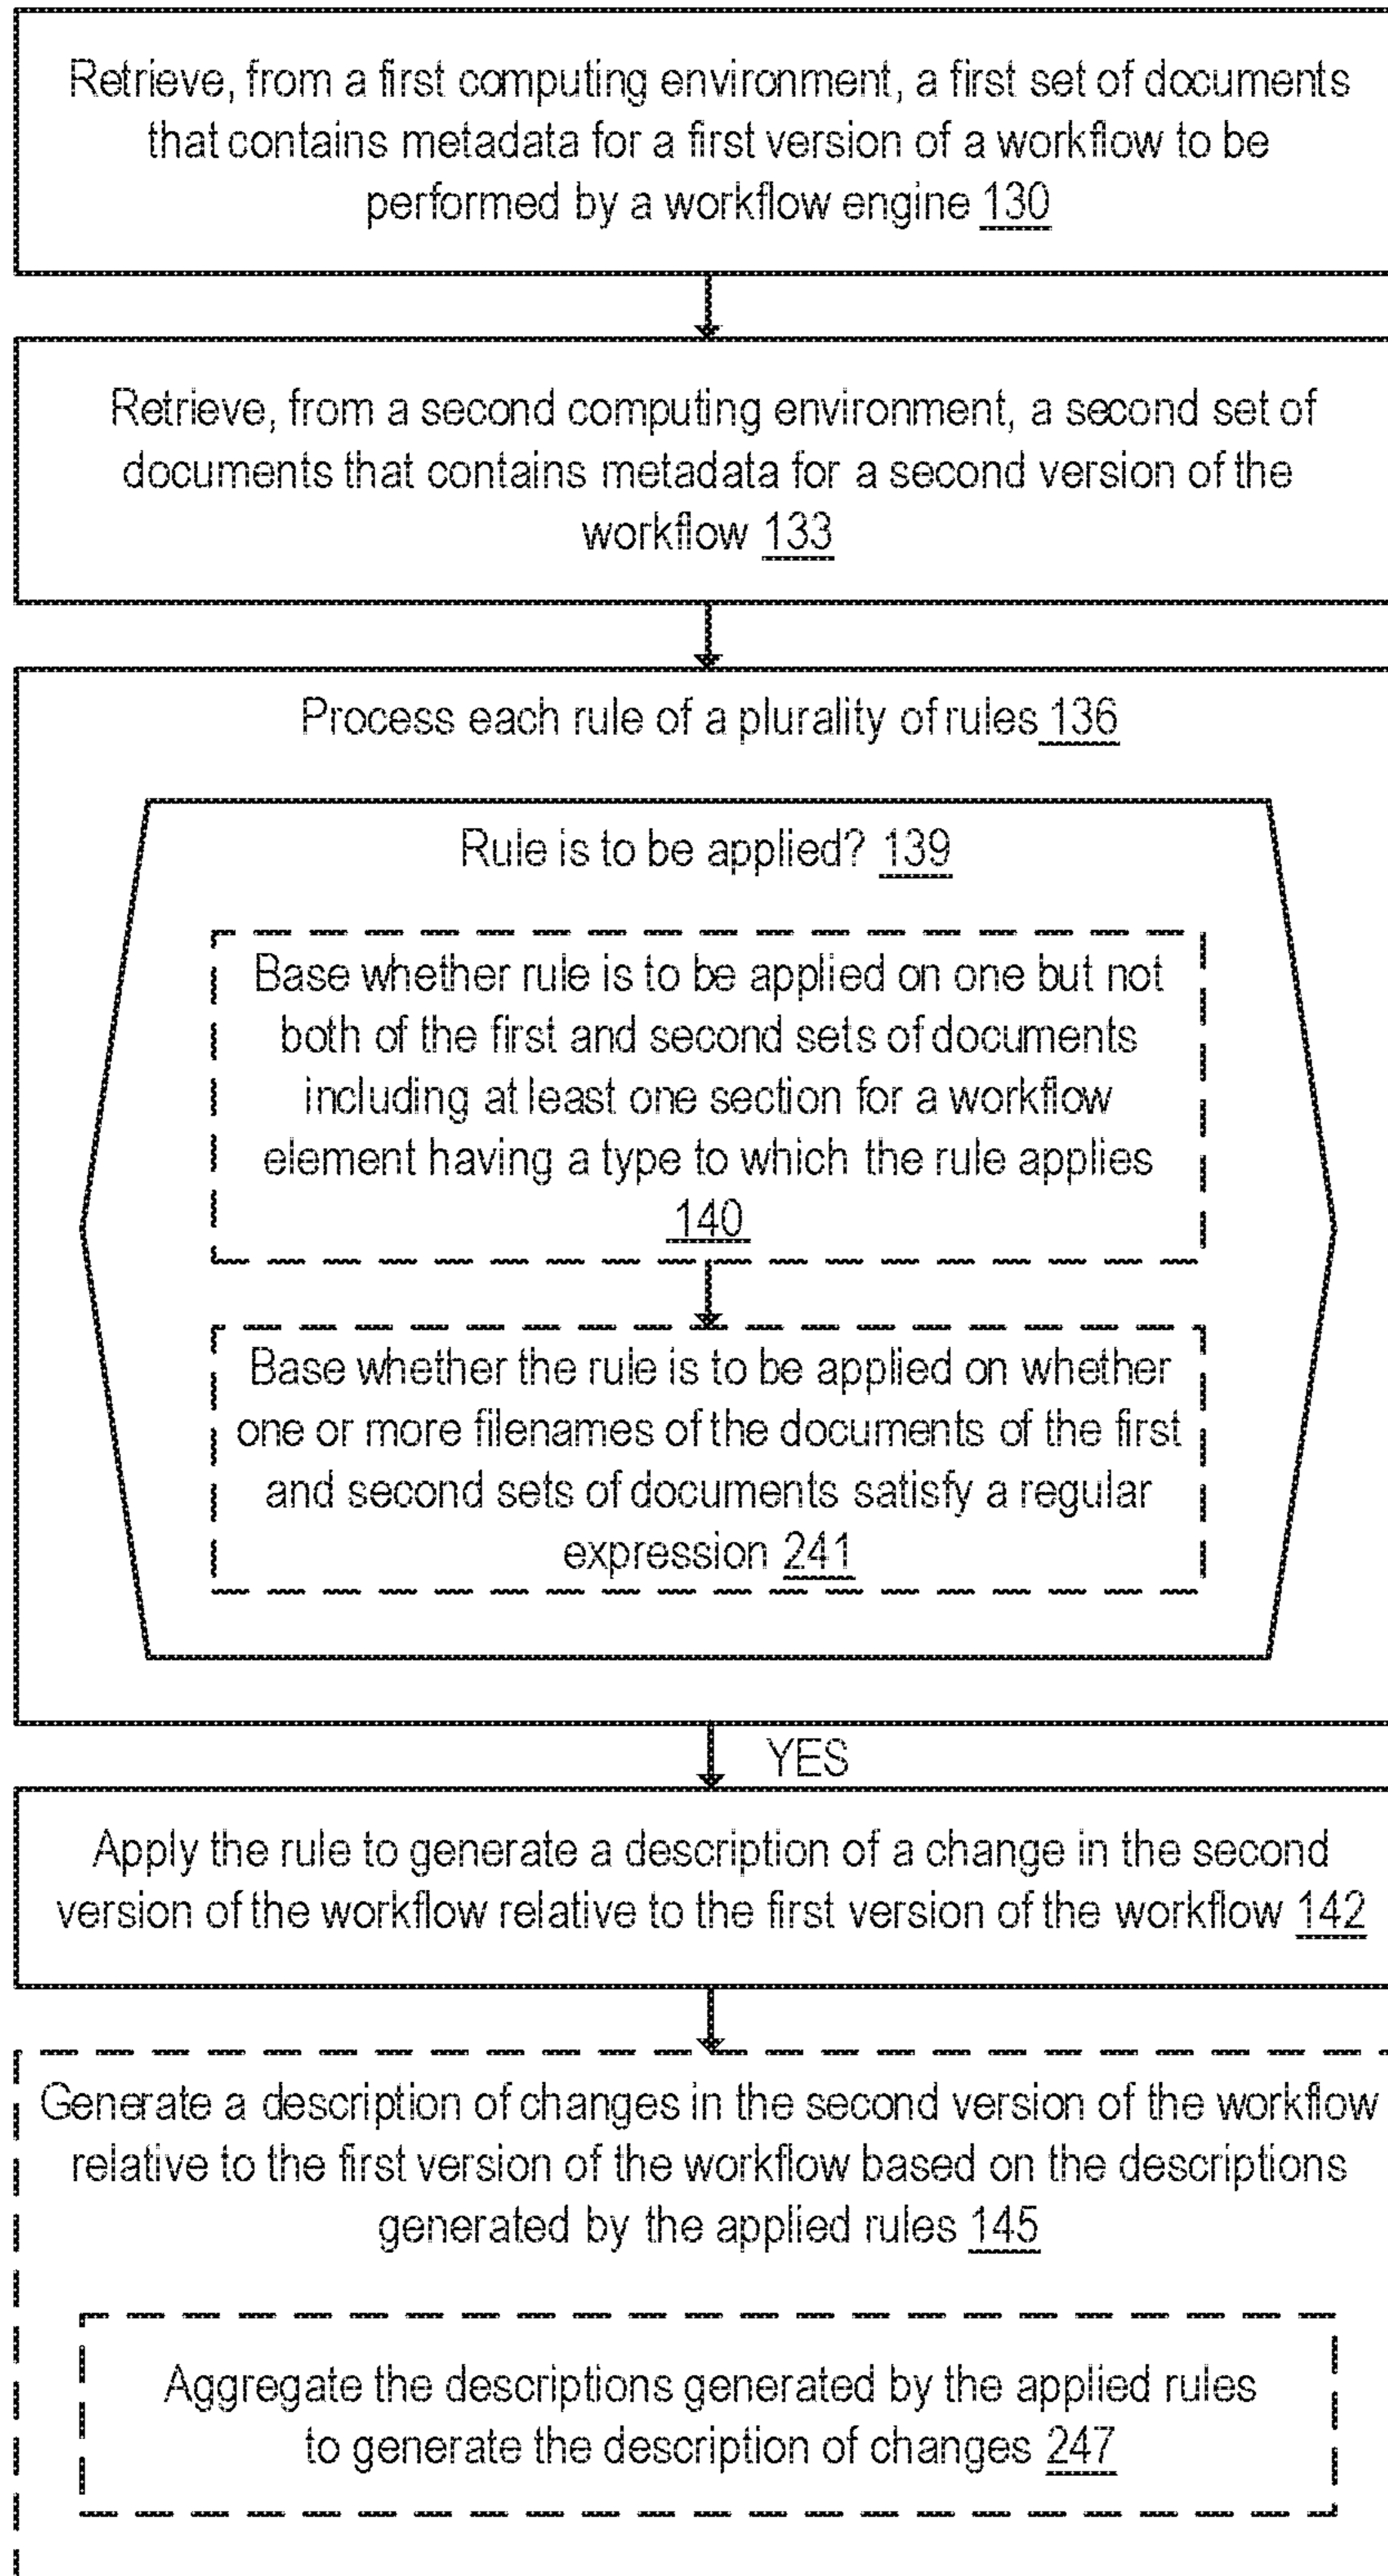 Retrieve, from a first computing environment, a first set of documents
that contains metadata for a first version of a workflow to be
performed by a workflow engine 130
Retrieve, from a second computing environment, a second set of
documents that contains metadata for a second version of the
workflow 133
Process each rule of a plurality of rules 136
Rule is to be applied? 139
Base whether rule is to be applied on one but not
both of the first and second sets of documents
including at least one section for a workflow
element having a type to which the rule applies
140
Base whether the rule is to be applied on whether
one or more filenames of the documents of the first
and second sets of documents satisfy a regular
expression 241
YES
Apply the rule to generate a description of a change in the second
version of the workflow relative to the first version of the workflow 142
Generate a description of changes in the second version of the workflow
relative to the first version of the workflow based on the descriptions
generated by the applied rules 145
Aggregate the descriptions generated by the applied rules
to generate the description of changes 247